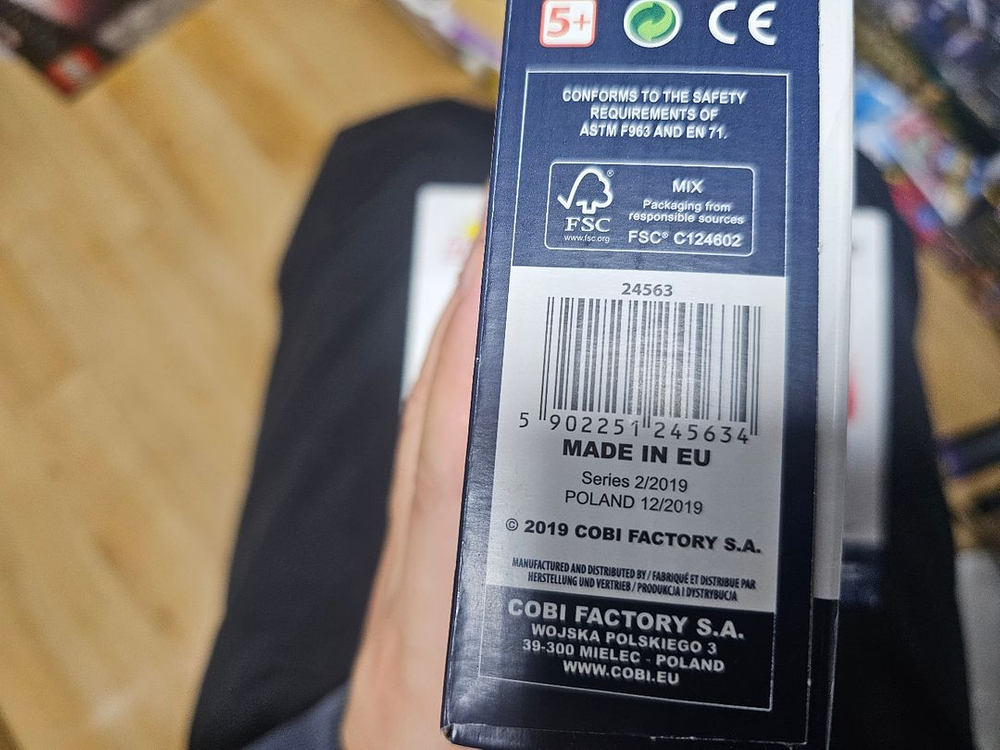 5+
CE
CONFORMS TO THE SAFETY
REQUIREMENTS OF
ASTM F963 AND EN 71.
FSC
www.fsc.org
®
MIX
Packaging from
responsible sources
FSC® C124602
24563
5 902251 245634
MADE IN EU
Series 2/2019
POLAND 12/2019
© 2019 COBI FACTORY S.A.
MANUFACTURED AND DISTRIBUTED BY / FABRIQUÉ ET DISTRIBUE PAR
HERSTELLUNG UND VERTRIEB / PRODUKCJA I DYSTRYBUCJA
COBI FACTORY S.A.
WOJSKA POLSKIEGO 3
39-300 MIELEC - POLAND
WWW.COBI.EU